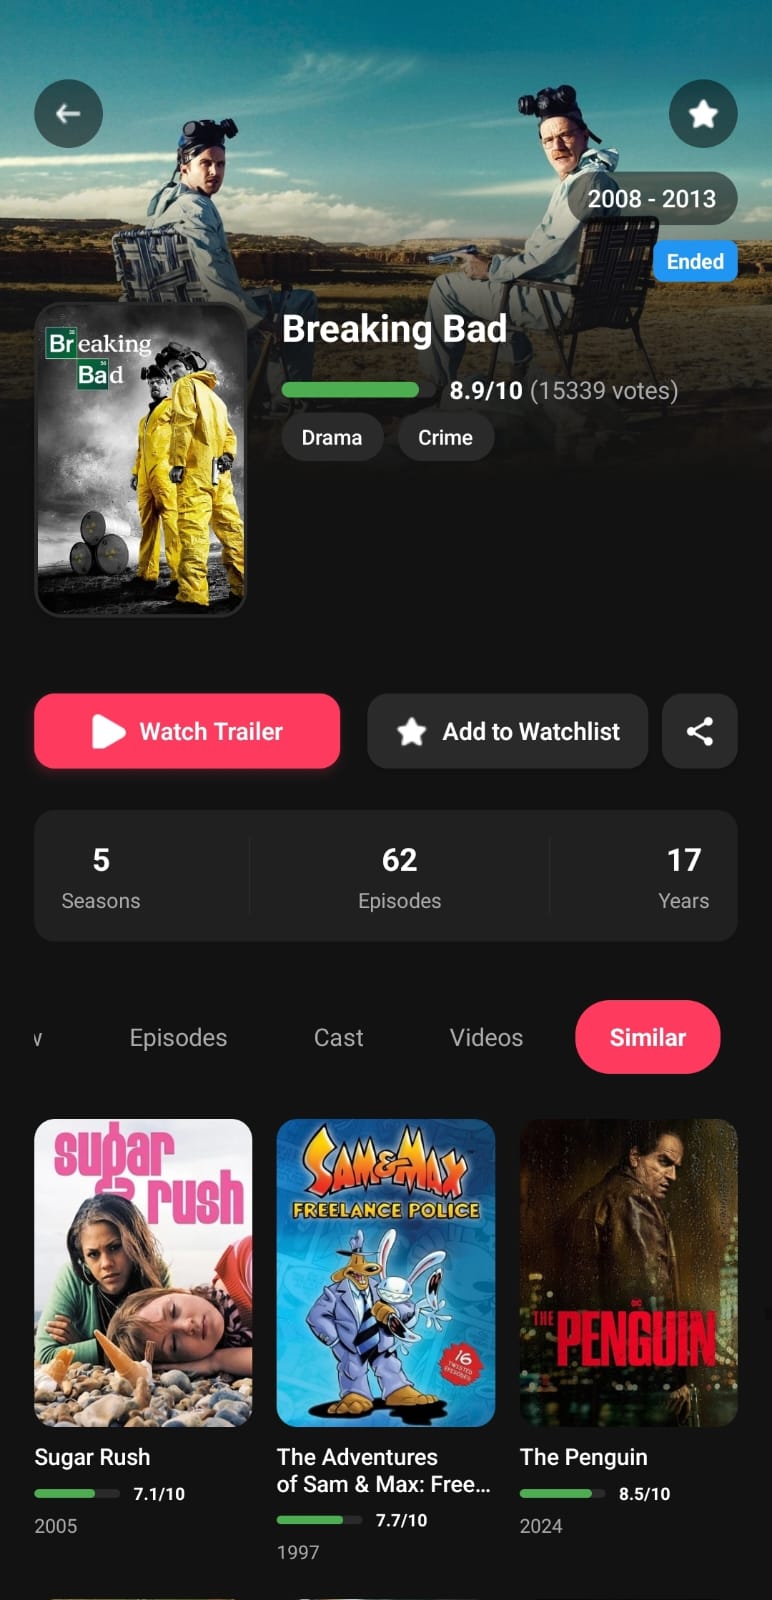 2008 - 2013
Ended
Breaking
Bad
Breaking Bad
8.9/10 (15339 votes)
Drama
Crime
Watch Trailer
Add to Watchlist
5
Seasons
62
Episodes
17
Years
w
Episodes
Cast
Videos
Similar
sugar
rush
SAM & MAX
FREELANCE POLICE
16
TWISTED
EPISODES
THE PENGUIN
Sugar Rush
7.1/10
2005
The Adventures
of Sam & Max: Free...
7.7/10
1997
The Penguin
8.5/10
2024